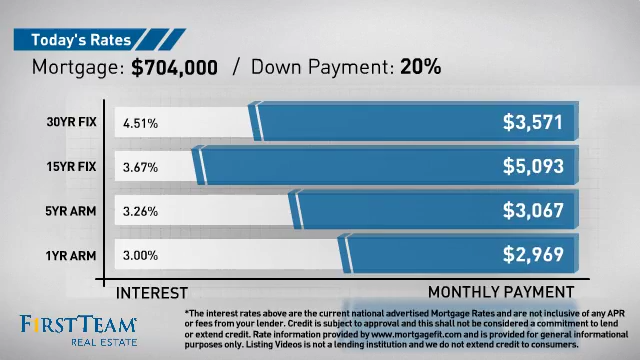 Today's Rates
Mortgage: $704,000 / Down Payment: 20%
30YR FIX 4.51% $3,571
15YR FIX 3.67% $5,093
5YR ARM 3.26% $3,067
1YR ARM 3.00% $2,969
INTEREST MONTHLY PAYMENT
FIRSTTEAM®
REAL ESTATE
*The interest rates above are the current national advertised Mortgage Rates and are not inclusive of any APR
or fees from your lender. Credit is subject to approval and this shall not be considered a commitment to lend
or extend credit. Rate information provided by www.mortgagefit.com and is provided for general informational
purposes only. Listing Videos is not a lending institution and we do not extend credit to consumers.